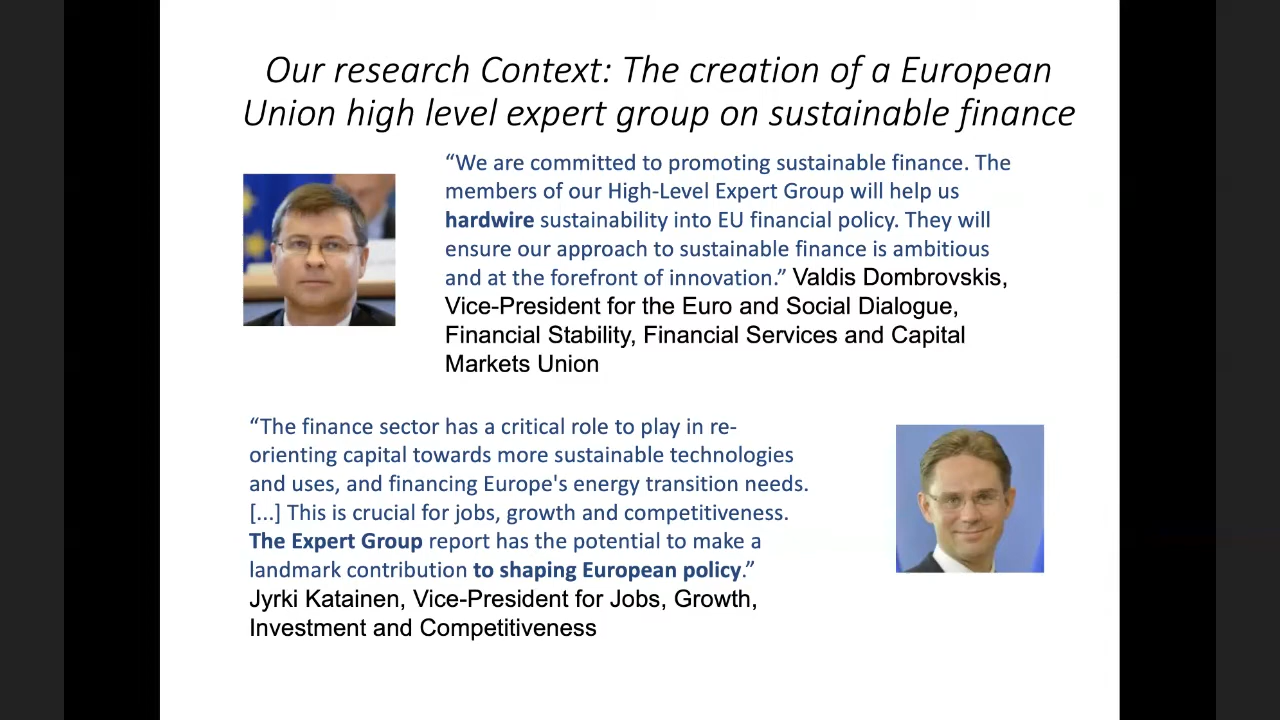 Our research Context: The creation of a European
Union high level expert group on sustainable finance
“We are committed to promoting sustainable finance. The
members of our High-Level Expert Group will help us
hardwire sustainability into EU financial policy. They will
ensure our approach to sustainable finance is ambitious
and at the forefront of innovation.” Valdis Dombrovskis,
Vice-President for the Euro and Social Dialogue,
Financial Stability, Financial Services and Capital
Markets Union
“The finance sector has a critical role to play in re-
orienting capital towards more sustainable technologies
and uses, and financing Europe's energy transition needs.
[...] This is crucial for jobs, growth and competitiveness.
The Expert Group report has the potential to make a
landmark contribution to shaping European policy.”
Jyrki Katainen, Vice-President for Jobs, Growth,
Investment and Competitiveness